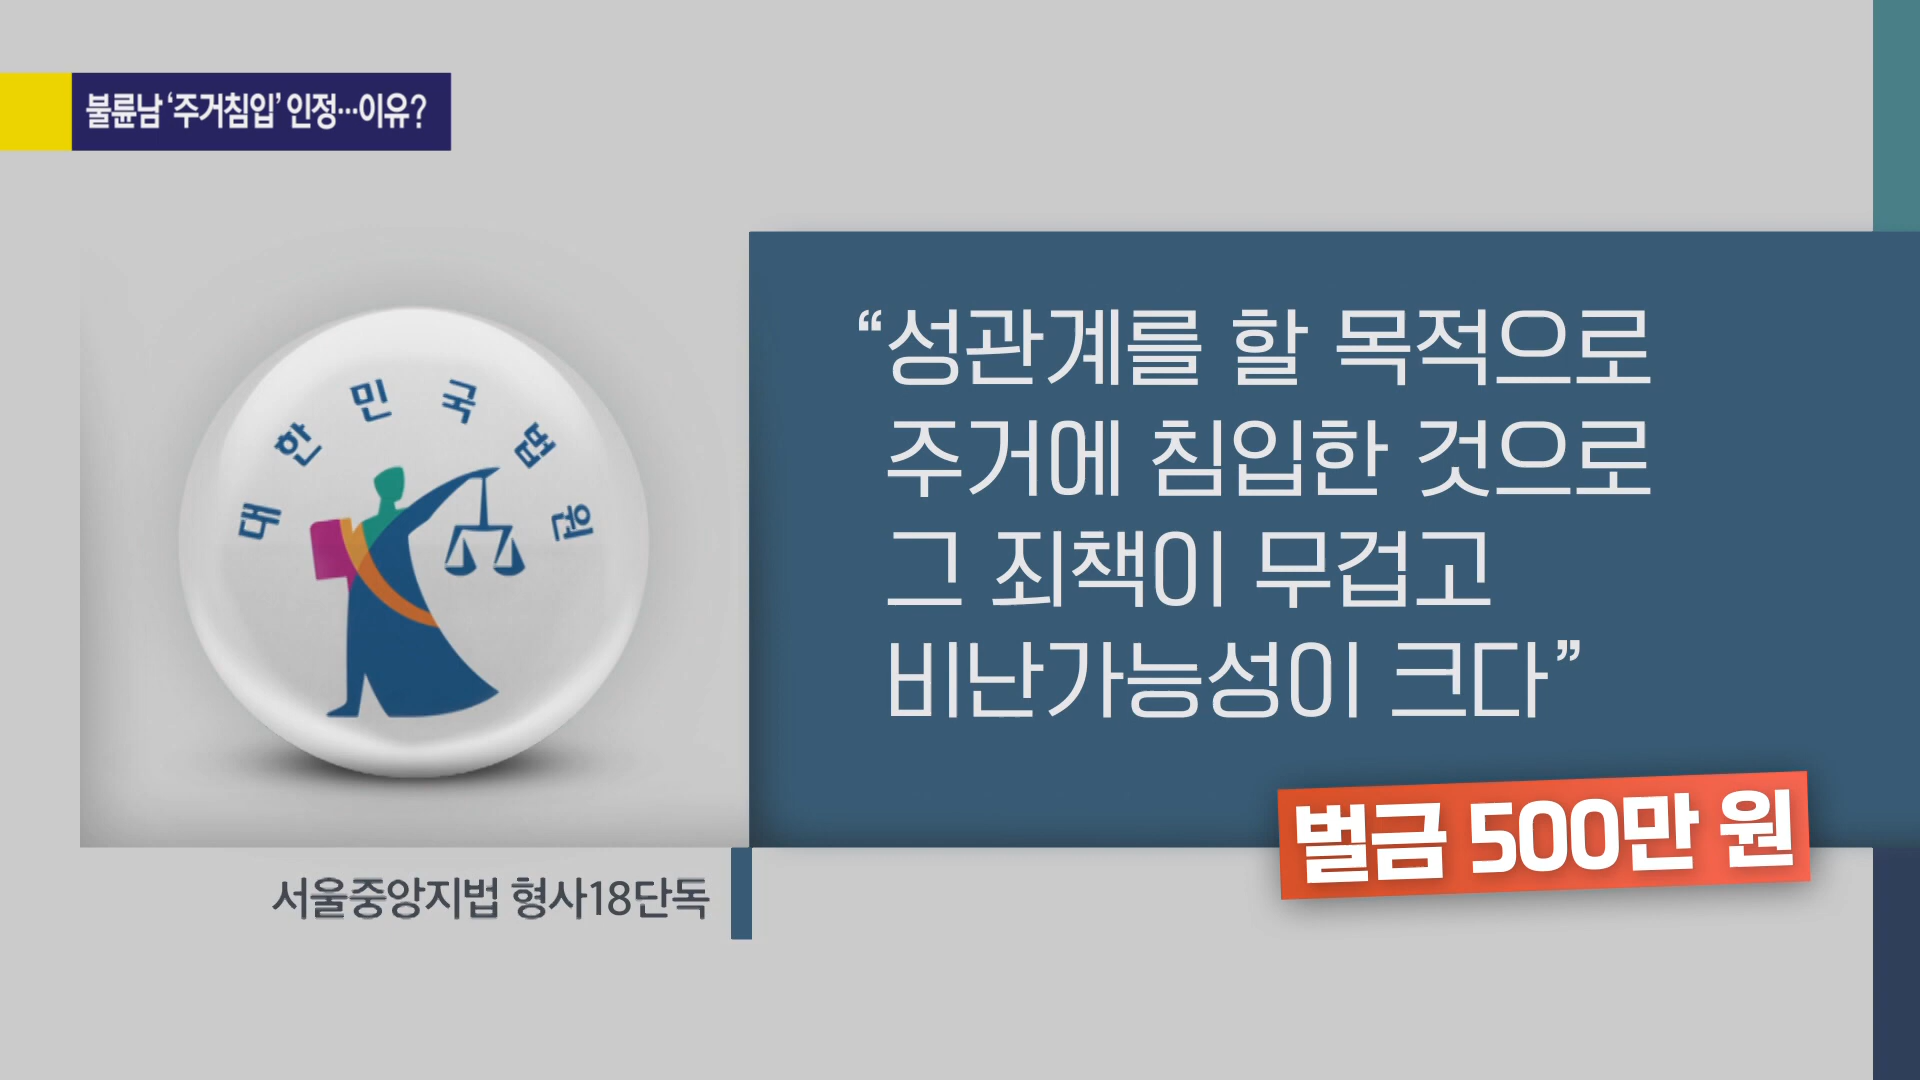 불륜남 ‘주거침입’ 인정…이유?
대한민국법원
“성관계를 할 목적으로
주거에 침입한 것으로
그 죄책이 무겁고
비난가능성이 크다”
벌금 500만 원
서울중앙지법 형사18단독